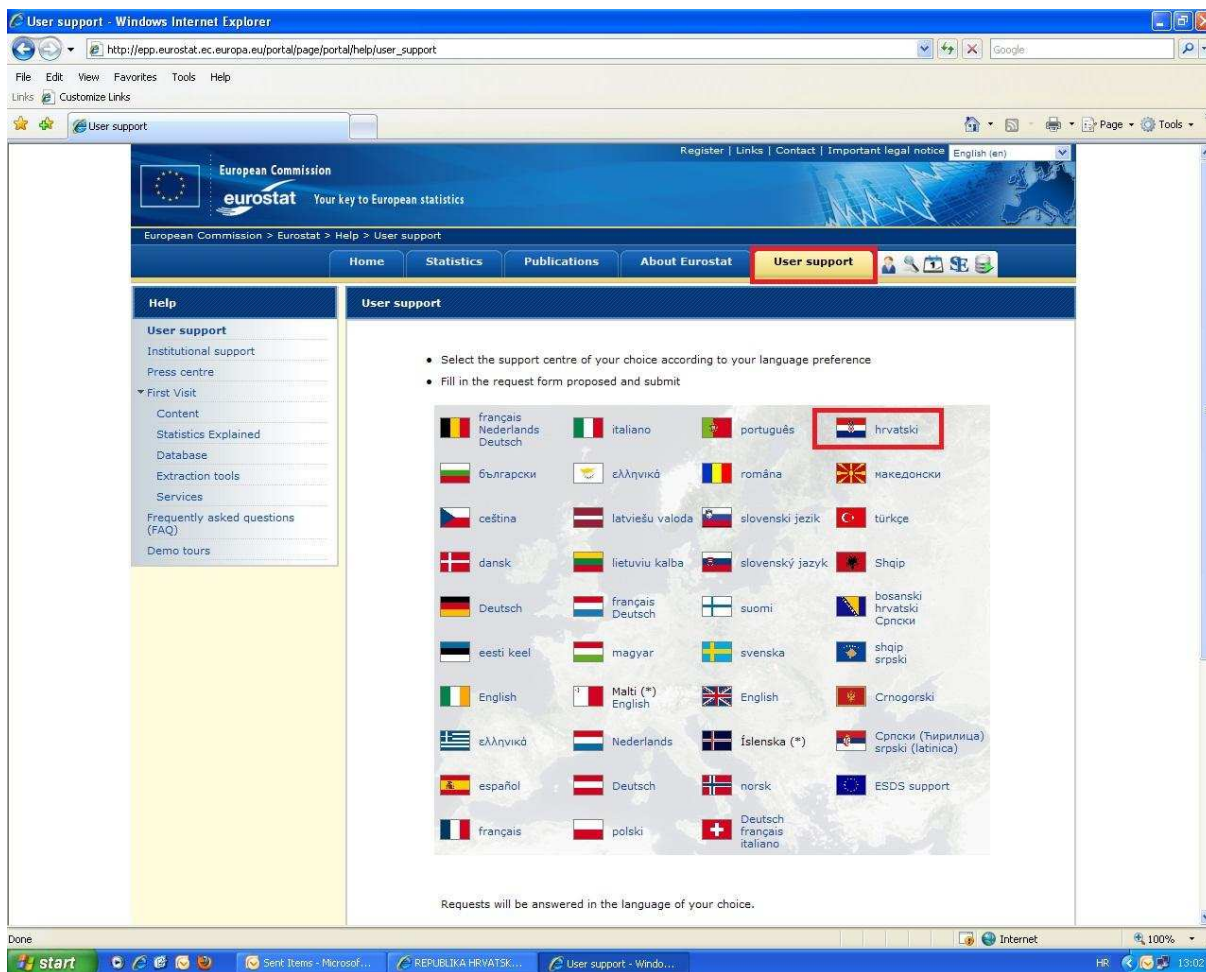 User support - Windows Internet Explorer
http://epp.eurostat.ec.europa.eu/portal/page/portal/help/user_support
Google
File Edit View Favorites Tools Help
Links Customize Links
User support
Page Tools
Register | Links | Contact | Important legal notice English (en)
European Commission
eurostat Your key to European statistics
European Commission > Eurostat > Help > User support
Home Statistics Publications About Eurostat User support
Help
User support
Institutional support
Press centre
First Visit
Content
Statistics Explained
Database
Extraction tools
Services
Frequently asked questions
(FAQ)
Demo tours
User support
• Select the support centre of your choice according to your language preference
• Fill in the request form proposed and submit
français
Nederlands
Deutsch
italiano
português
hrvatski
български
ελληνικά
româna
македонски
ceština
latviešu valoda
slovenski jezik
türkçe
dansk
lietuviu kalba
slovenský jazyk
Shqip
Deutsch
français
Deutsch
suomi
bosanski
hrvatski
Српски
eesti keel
magyar
svenska
shqip
srpski
English
Malti (*)
English
English
Crnogorski
ελληνικά
Nederlands
Íslenska (*)
Српски (Ћирилица)
srpski (latinica)
español
Deutsch
norsk
ESDS support
français
polski
Deutsch
français
italiano
Requests will be answered in the language of your choice.
Done
Internet
100%
start
Sent Items - Microsof...
REPUBLIKA HRVATSK...
User support - Windo...
HR
13:02